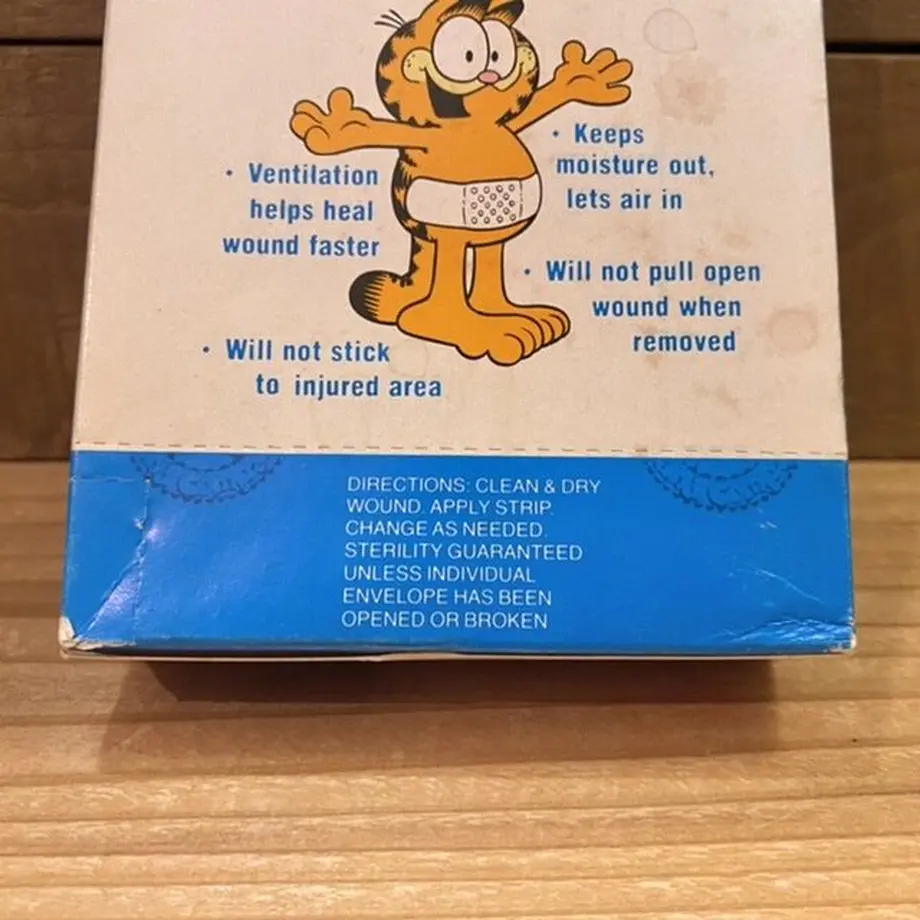 • Ventilation
helps heal
wound faster
• Keeps
moisture out,
lets air in
• Will not pull open
wound when
removed
• Will not stick
to injured area
DIRECTIONS: CLEAN & DRY
WOUND. APPLY STRIP.
CHANGE AS NEEDED.
STERILITY GUARANTEED
UNLESS INDIVIDUAL
ENVELOPE HAS BEEN
OPENED OR BROKEN